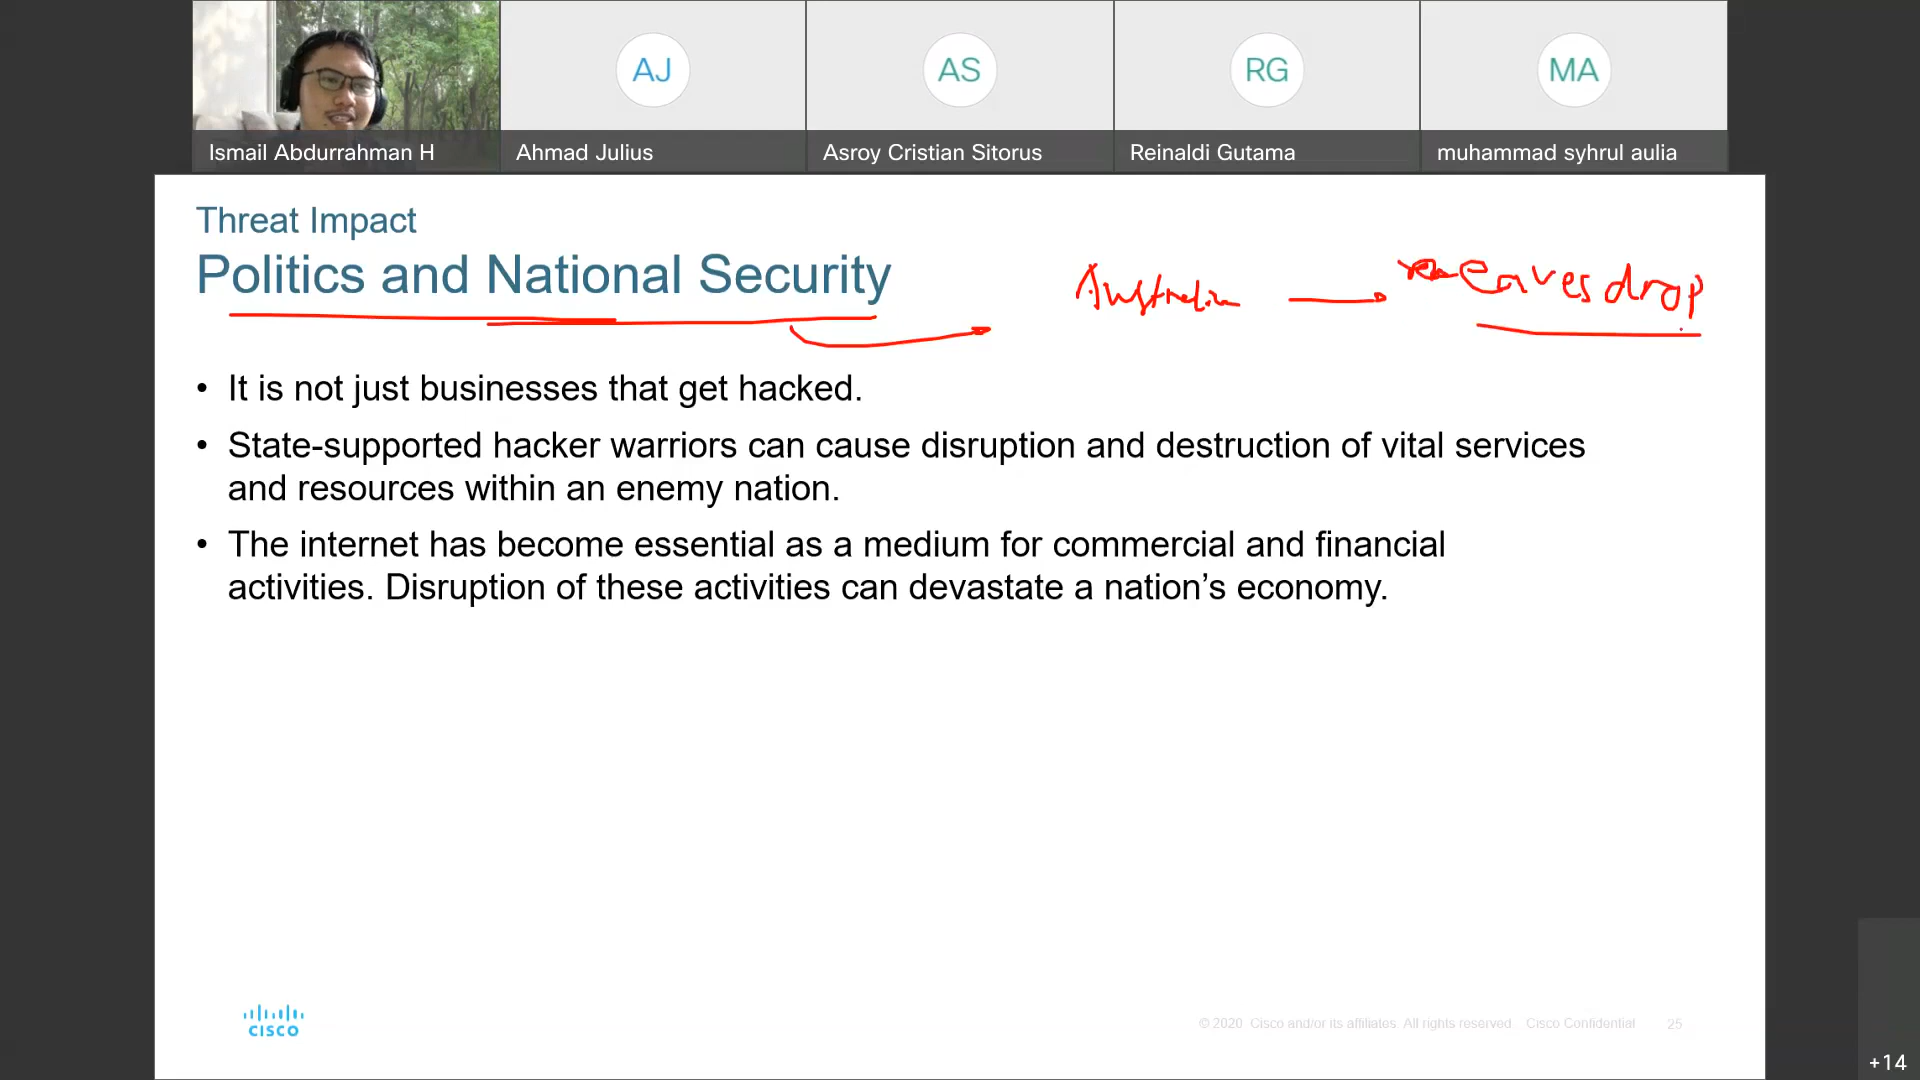 AJ
AS
RG
MA
Ismail Abdurrahman H
Ahmad Julius
Asroy Cristian Sitorus
Reinaldi Gutama
muhammad syhrul aulia
Threat Impact
Politics and National Security
Australia
eavesdrop
• It is not just businesses that get hacked.
• State-supported hacker warriors can cause disruption and destruction of vital services
and resources within an enemy nation.
• The internet has become essential as a medium for commercial and financial
activities. Disruption of these activities can devastate a nation’s economy.
CISCO
© 2020 Cisco and/or its affiliates. All rights reserved. Cisco Confidential
25
+14